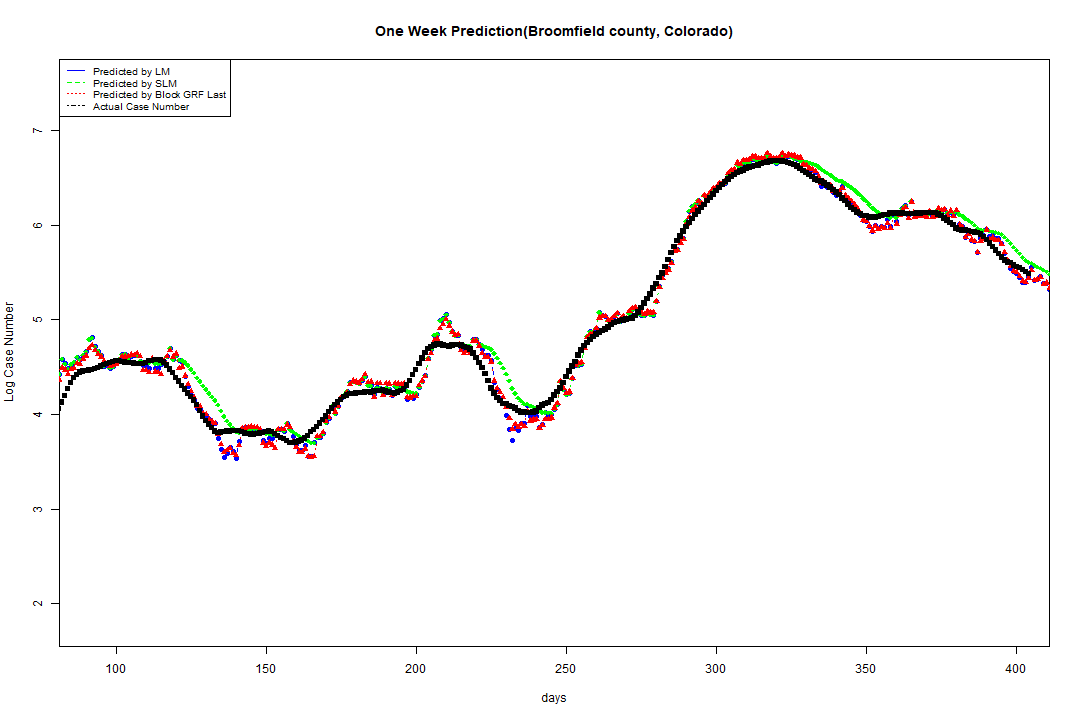 One Week Prediction(Broomfield county, Colorado)
Predicted by LM
Predicted by SLM
Predicted by Block GRF Last
Actual Case Number
7
6
5
4
3
2
Log Case Number
100 150 200 250 300 350 400
days